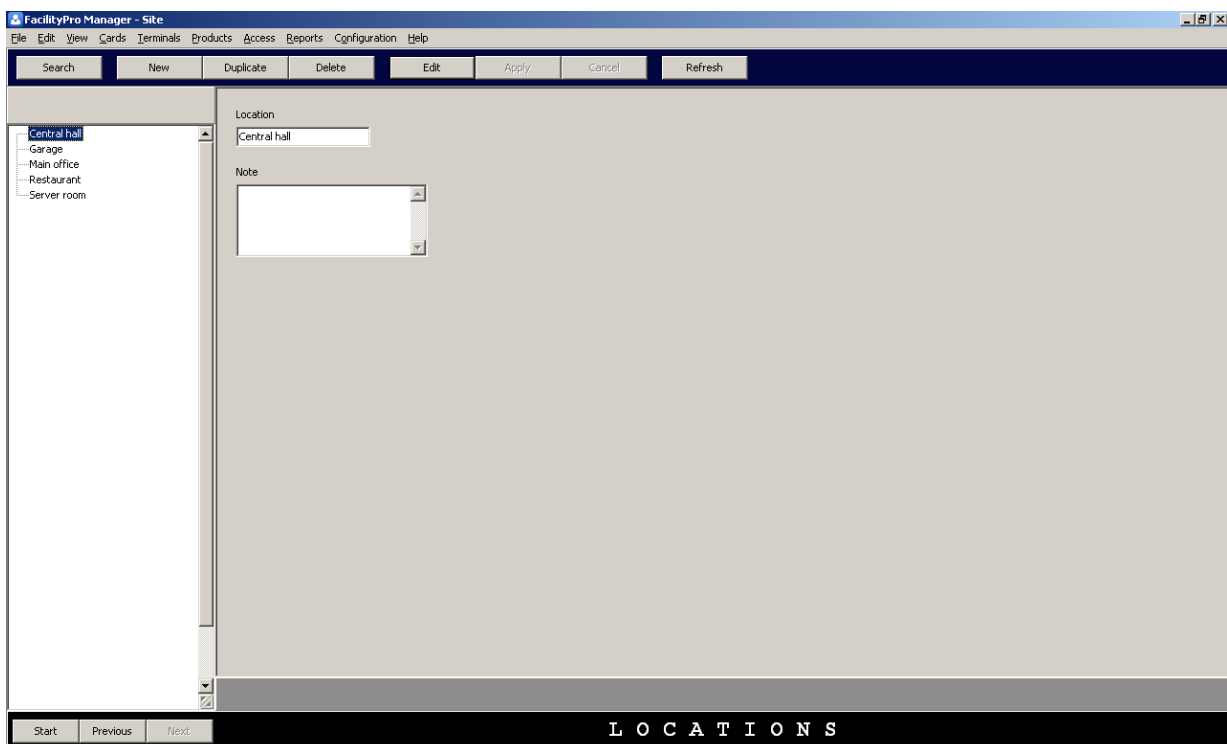 FacilityPro Manager - Site
File Edit View Cards Terminals Products Access Reports Configuration Help
Search New Duplicate Delete Edit Apply Cancel Refresh
Location
Central hall
Note
Central hall
Garage
Main office
Restaurant
Server room
Start Previous Next
LOCATIONS